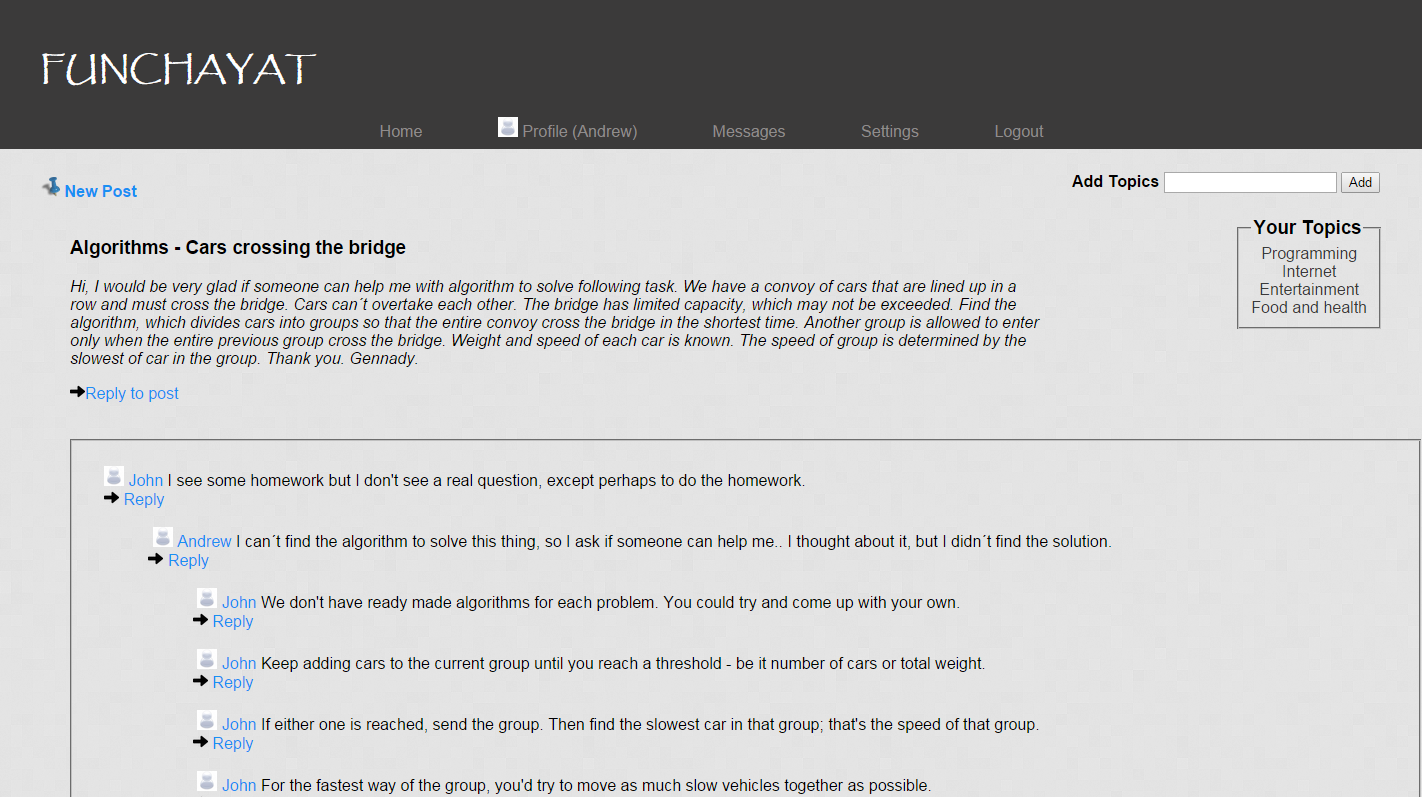 FUNCHAYAT
Home
Profile (Andrew)
Messages
Settings
Logout
New Post
Add Topics
Add
Your Topics
Programming
Internet
Entertainment
Food and health
Algorithms - Cars crossing the bridge
Hi, I would be very glad if someone can help me with algorithm to solve following task. We have a convoy of cars that are lined up in a
row and must cross the bridge. Cars can´t overtake each other. The bridge has limited capacity, which may not be exceeded. Find the
algorithm, which divides cars into groups so that the entire convoy cross the bridge in the shortest time. Another group is allowed to enter
only when the entire previous group cross the bridge. Weight and speed of each car is known. The speed of group is determined by the
slowest of car in the group. Thank you. Gennady.
Reply to post
John I see some homework but I don't see a real question, except perhaps to do the homework.
Reply
Andrew I can´t find the algorithm to solve this thing, so I ask if someone can help me.. I thought about it, but I didn´t find the solution.
Reply
John We don't have ready made algorithms for each problem. You could try and come up with your own.
Reply
John Keep adding cars to the current group until you reach a threshold - be it number of cars or total weight.
Reply
John If either one is reached, send the group. Then find the slowest car in that group; that's the speed of that group.
Reply
John For the fastest way of the group, you'd try to move as much slow vehicles together as possible.